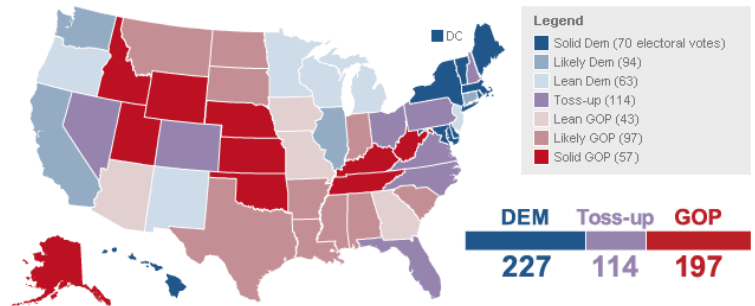 DC
Legend
Solid Dem (70 electoral votes)
Likely Dem (94)
Lean Dem (63)
Toss-up (114)
Lean GOP (43)
Likely GOP (97)
Solid GOP (57)
DEM Toss-up GOP
227 114 197